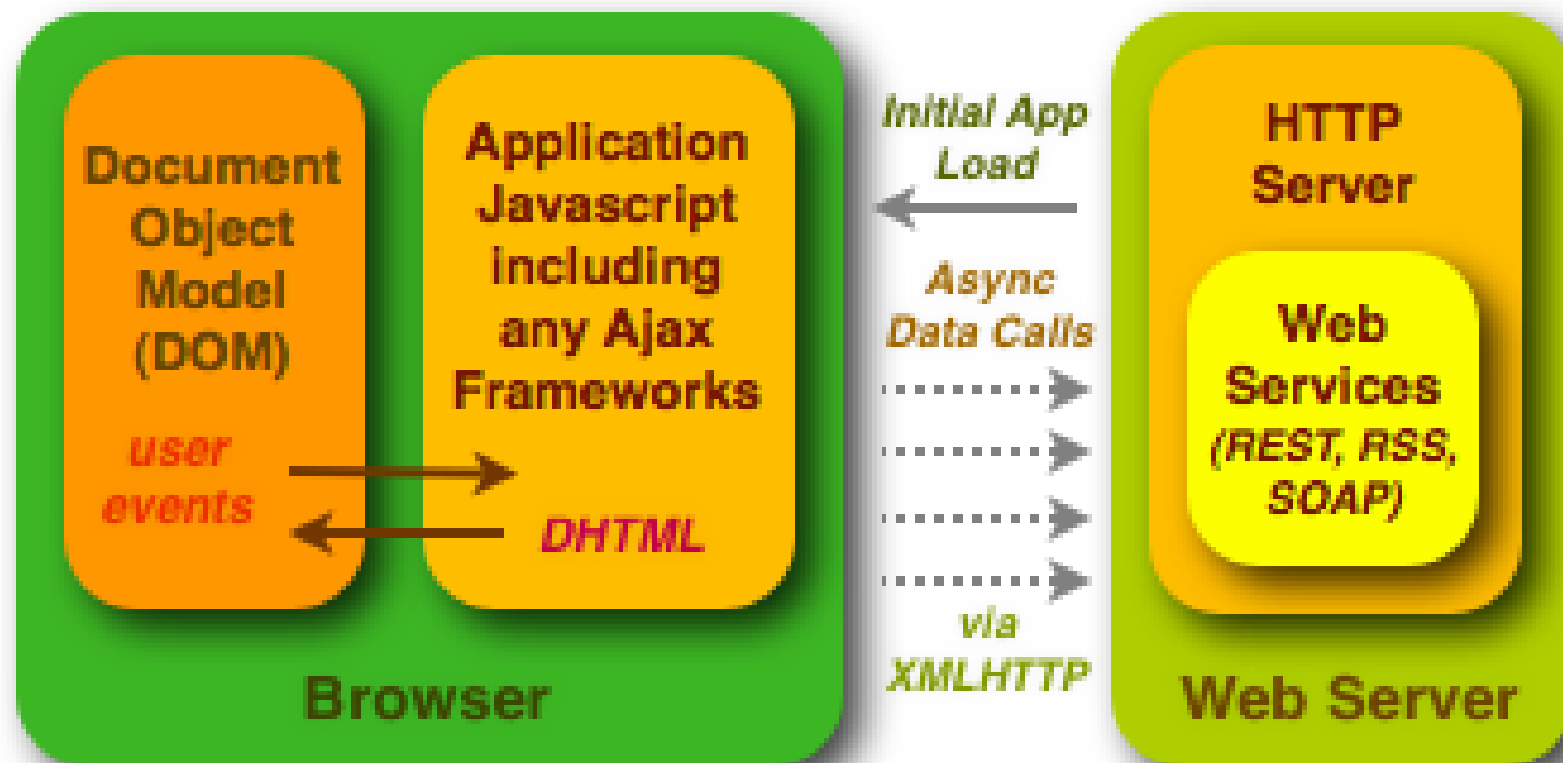 Document
Object
Model
(DOM)
user
events
Application
Javascript
including
any Ajax
Frameworks
DHTML
Browser
Initial App
Load
Async
Data Calls
via
XMLHTTP
HTTP
Server
Web
Services
(REST, RSS,
SOAP)
Web Server